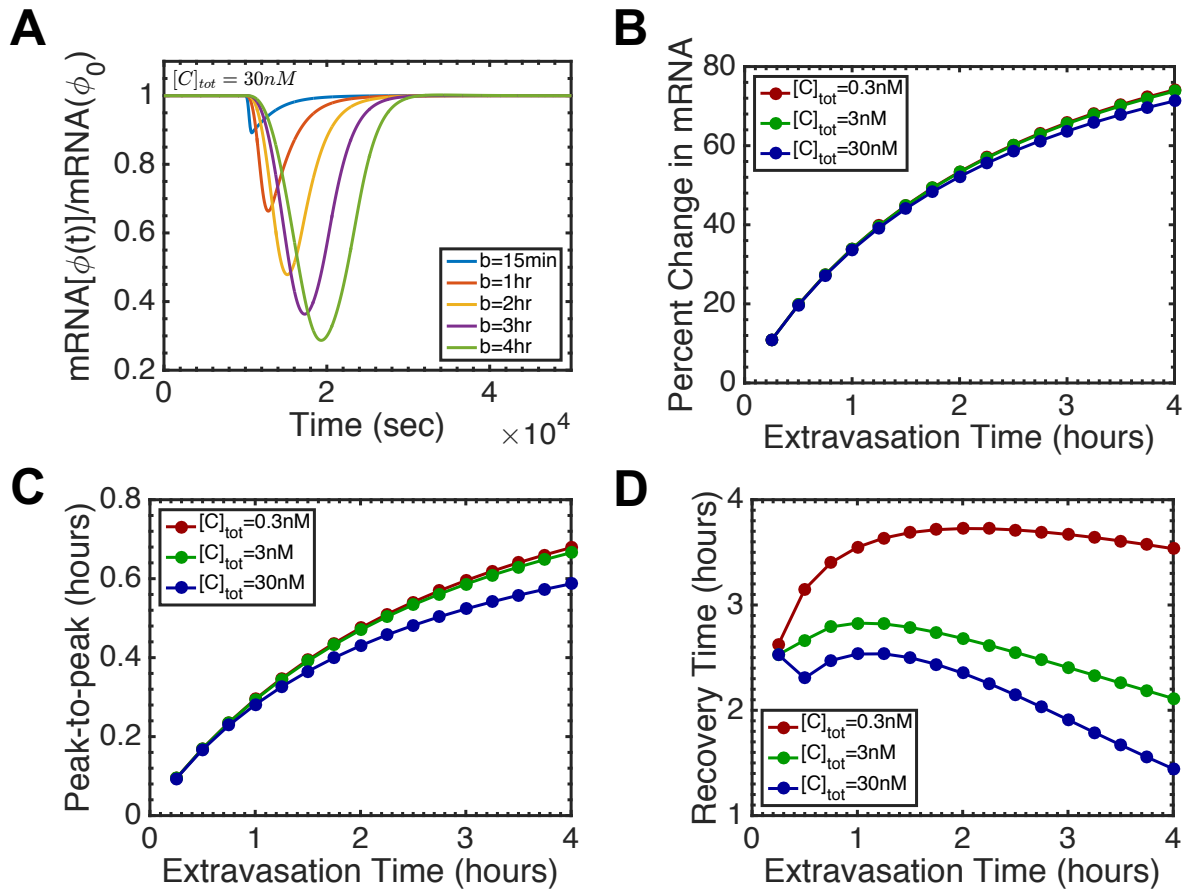 A
[C]tot = 30nM
mRNA[ϕ(t)]/mRNA(ϕ0)
1
0.8
0.6
0.4
0.2
b=15min
b=1hr
b=2hr
b=3hr
b=4hr
0
2
4
Time (sec)
×10^4
B
Percent Change in mRNA
80
60
40
20
0
[C]tot=0.3nM
[C]tot=3nM
[C]tot=30nM
0
1
2
3
4
Extravasation Time (hours)
C
Peak-to-peak (hours)
0.8
0.6
0.4
0.2
0
[C]tot=0.3nM
[C]tot=3nM
[C]tot=30nM
0
1
2
3
4
Extravasation Time (hours)
D
Recovery Time (hours)
4
3
2
1
[C]tot=0.3nM
[C]tot=3nM
[C]tot=30nM
0
1
2
3
4
Extravasation Time (hours)